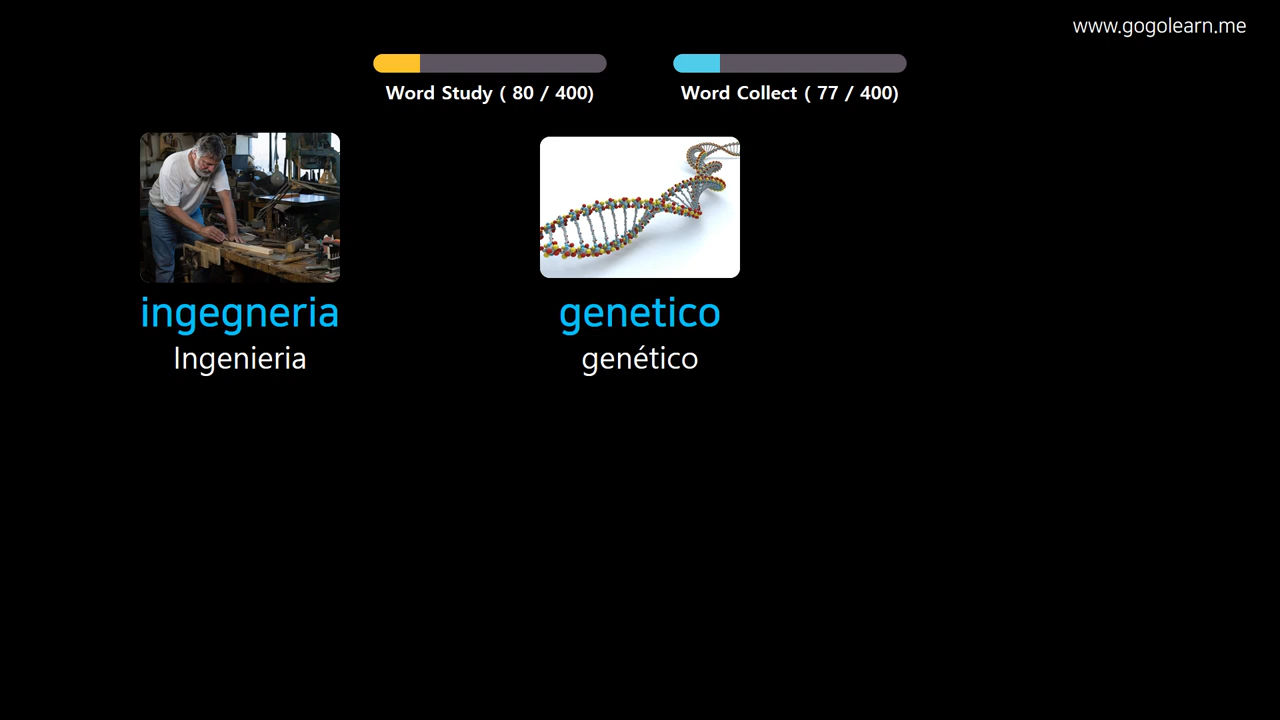 www.gogolearn.me
Word Study ( 80 / 400)
Word Collect ( 77 / 400)
ingegneria
Ingenieria
genetico
genético